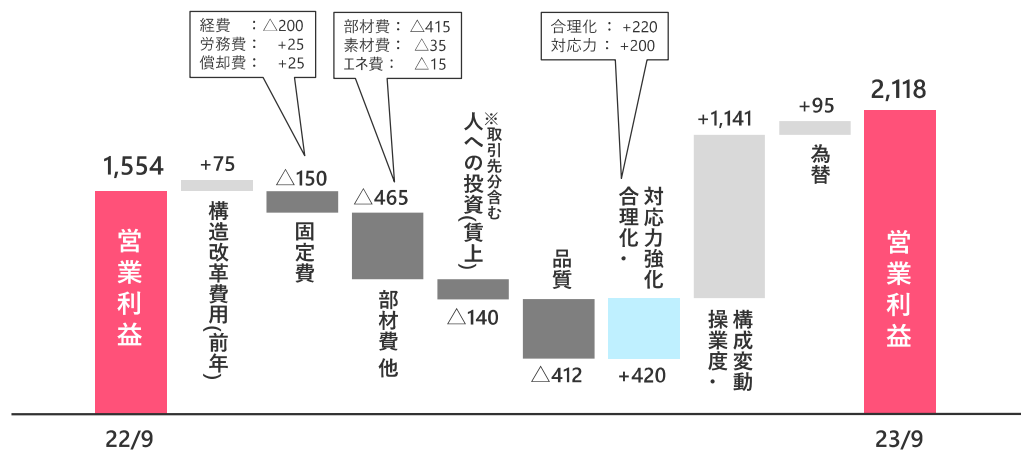 経費 ：△200
労務費： +25
償却費： +25
部材費：△415
素材費： △35
エネ費： △15
合理化： +220
対応力： +200
1,554
営業利益
22/9
+75
構造改革費用(前年)
△150
固定費
△465
部材費 他
※取引先分含む
人への投資(賃上)
△140
品質
△412
対応力強化
合理化・
+420
+1,141
構成変動
操業度・
+95
為替
2,118
営業利益
23/9